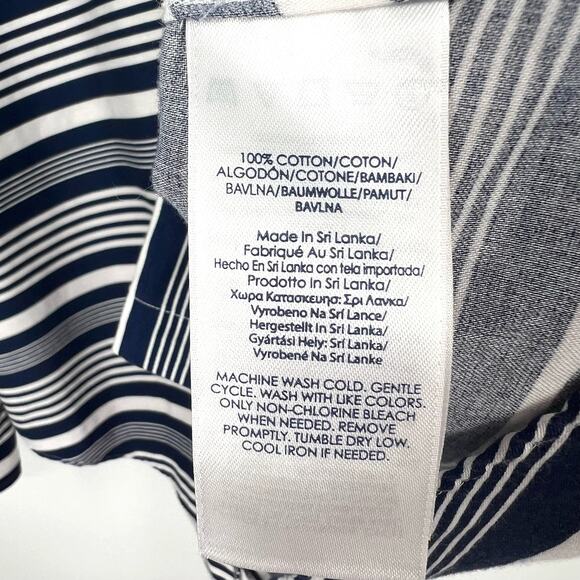 100% COTTON/COTON/
ALGODÓN/COTONE/BAMBAKI/
BAVLNA/BAUMWOLLE/PAMUT/
BAVLNA
Made In Sri Lanka/
Fabriqué Au Sri Lanka/
Hecho En Sri Lanka con tela importada/
Prodotto In Sri Lanka/
Χωρα Κατασκευηα: Σρι Λανκα/
Vyrobeno Na Sri Lance/
Hergestellt In Srí Lanka/
Gyártási Hely: Srí Lanka/
Vyrobené Na Srí Lanke
MACHINE WASH COLD. GENTLE
CYCLE. WASH WITH LIKE COLORS.
ONLY NON-CHLORINE BLEACH
WHEN NEEDED. REMOVE
PROMPTLY. TUMBLE DRY LOW.
COOL IRON IF NEEDED.